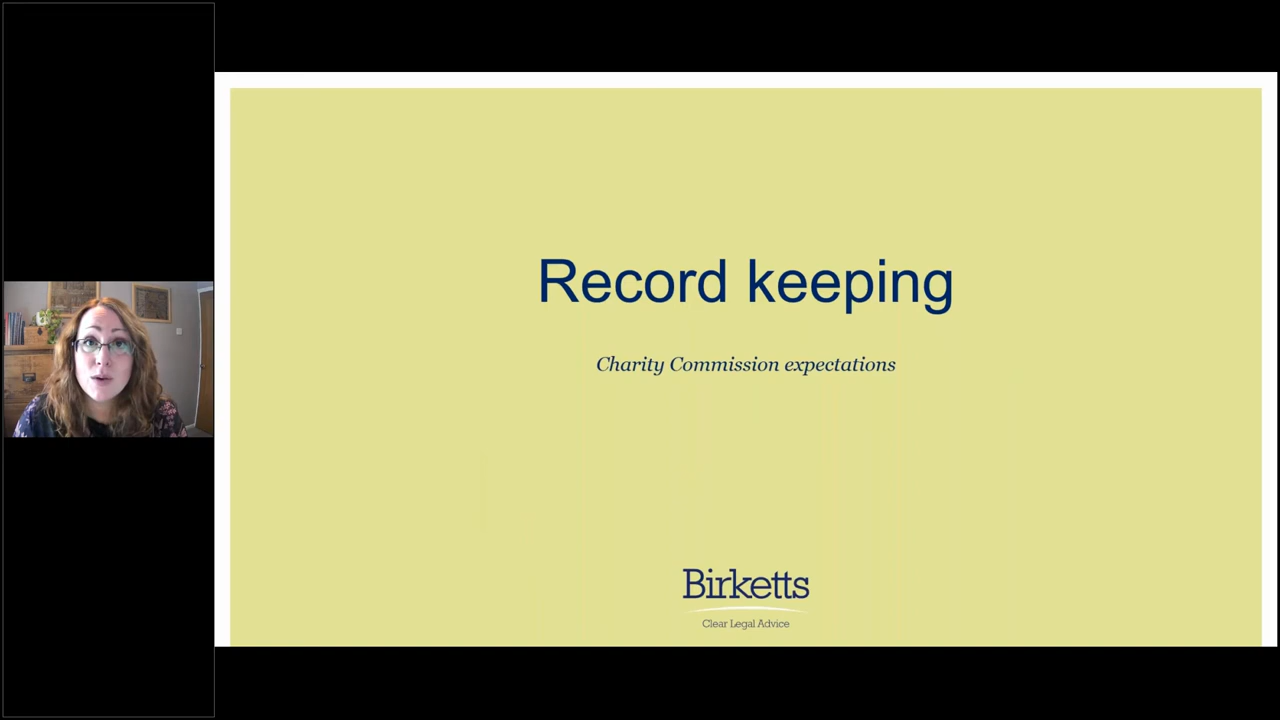 Record keeping
Charity Commission expectations
Birketts
Clear Legal Advice